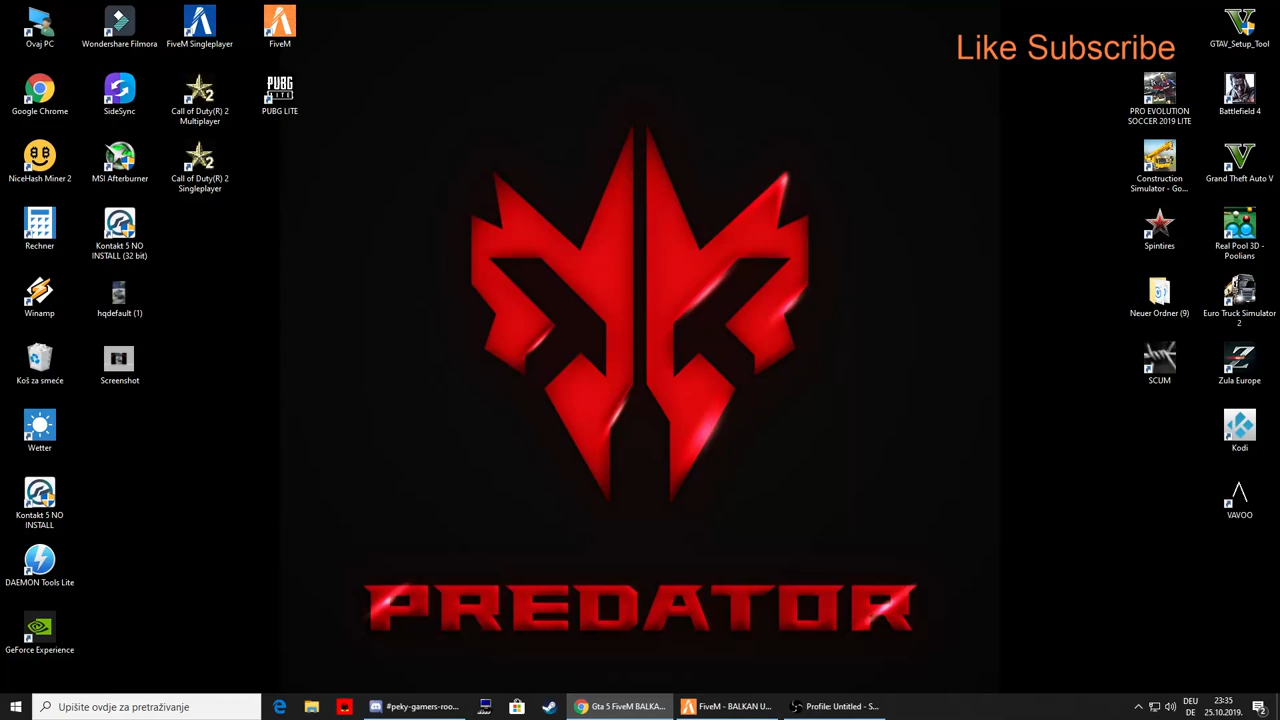 Like Subscribe
Ovaj PC
Wondershare Filmora
FiveM Singleplayer
FiveM
GTAV_Setup_Tool
Google Chrome
SideSync
Call of Duty(R) 2
Multiplayer
PUBG
LITE
PUBG LITE
PRO EVOLUTION
SOCCER 2019 LITE
Battlefield 4
NiceHash Miner 2
MSI Afterburner
Call of Duty(R) 2
Singleplayer
Construction
Simulator - Go...
Grand Theft Auto V
Rechner
Kontakt 5 NO
INSTALL (32 bit)
Spintires
Real Pool 3D -
Poolians
Winamp
hqdefault (1)
Neuer Ordner (9)
Euro Truck Simulator
2
Koš za smeće
Screenshot
SCUM
Zula Europe
Wetter
Kodi
Kontakt 5 NO
INSTALL
VAVOO
DAEMON Tools Lite
GeForce Experience
PREDATOR
Upišite ovdje za pretraživanje
#peky-gamers-roo...
Gta 5 FiveM BALKA...
FiveM - BALKAN U...
Profile: Untitled - S...
DEU
DE
23:35
25.10.2019.
2